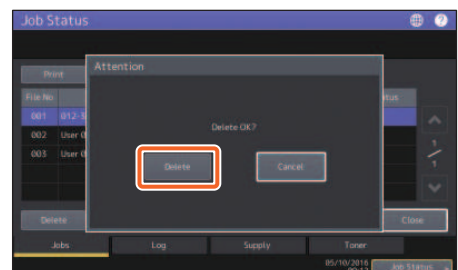 Job Status
?
Attention
Print
File No
tus
001 012-3
002 User 0
003 User 0
Delete OK?
Delete
Cancel
1
1
Delete
Close
Jobs
Log
Supply
Toner
05/10/2016
Job Status